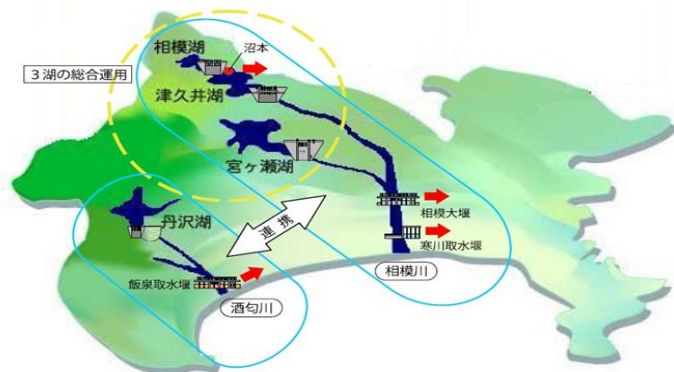 相模湖
沼本
3湖の総合運用
津久井湖
宮ヶ瀬湖
丹沢湖
連携
相模大堰
寒川取水堰
飯泉取水堰
酒匂川
相模川